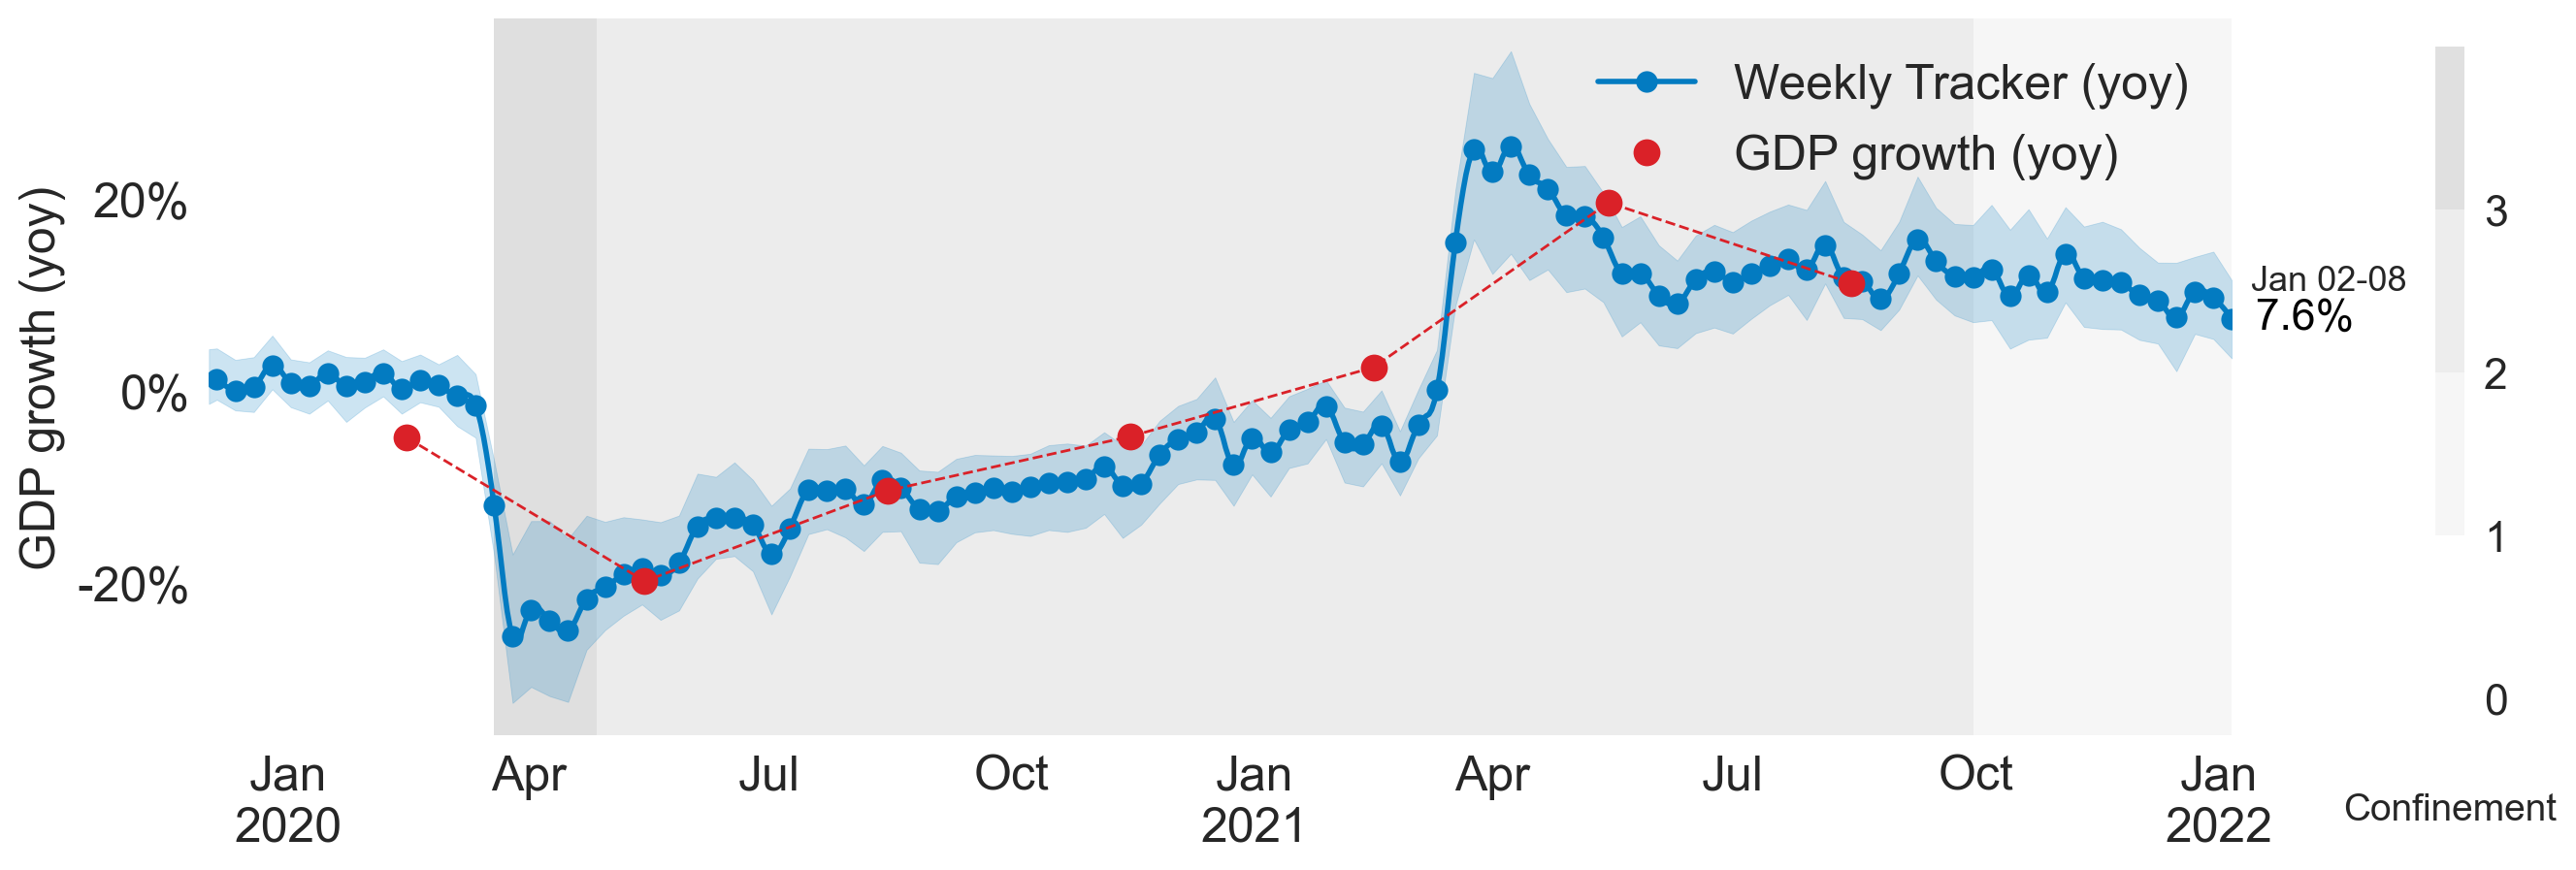 Weekly Tracker (yoy)
GDP growth (yoy)
GDP growth (yoy)
20%
0%
-20%
Jan 02-08
7.6%
3
2
1
0
Confinement
Jan Apr Jul Oct Jan Apr Jul Oct Jan
2020 2021 2022